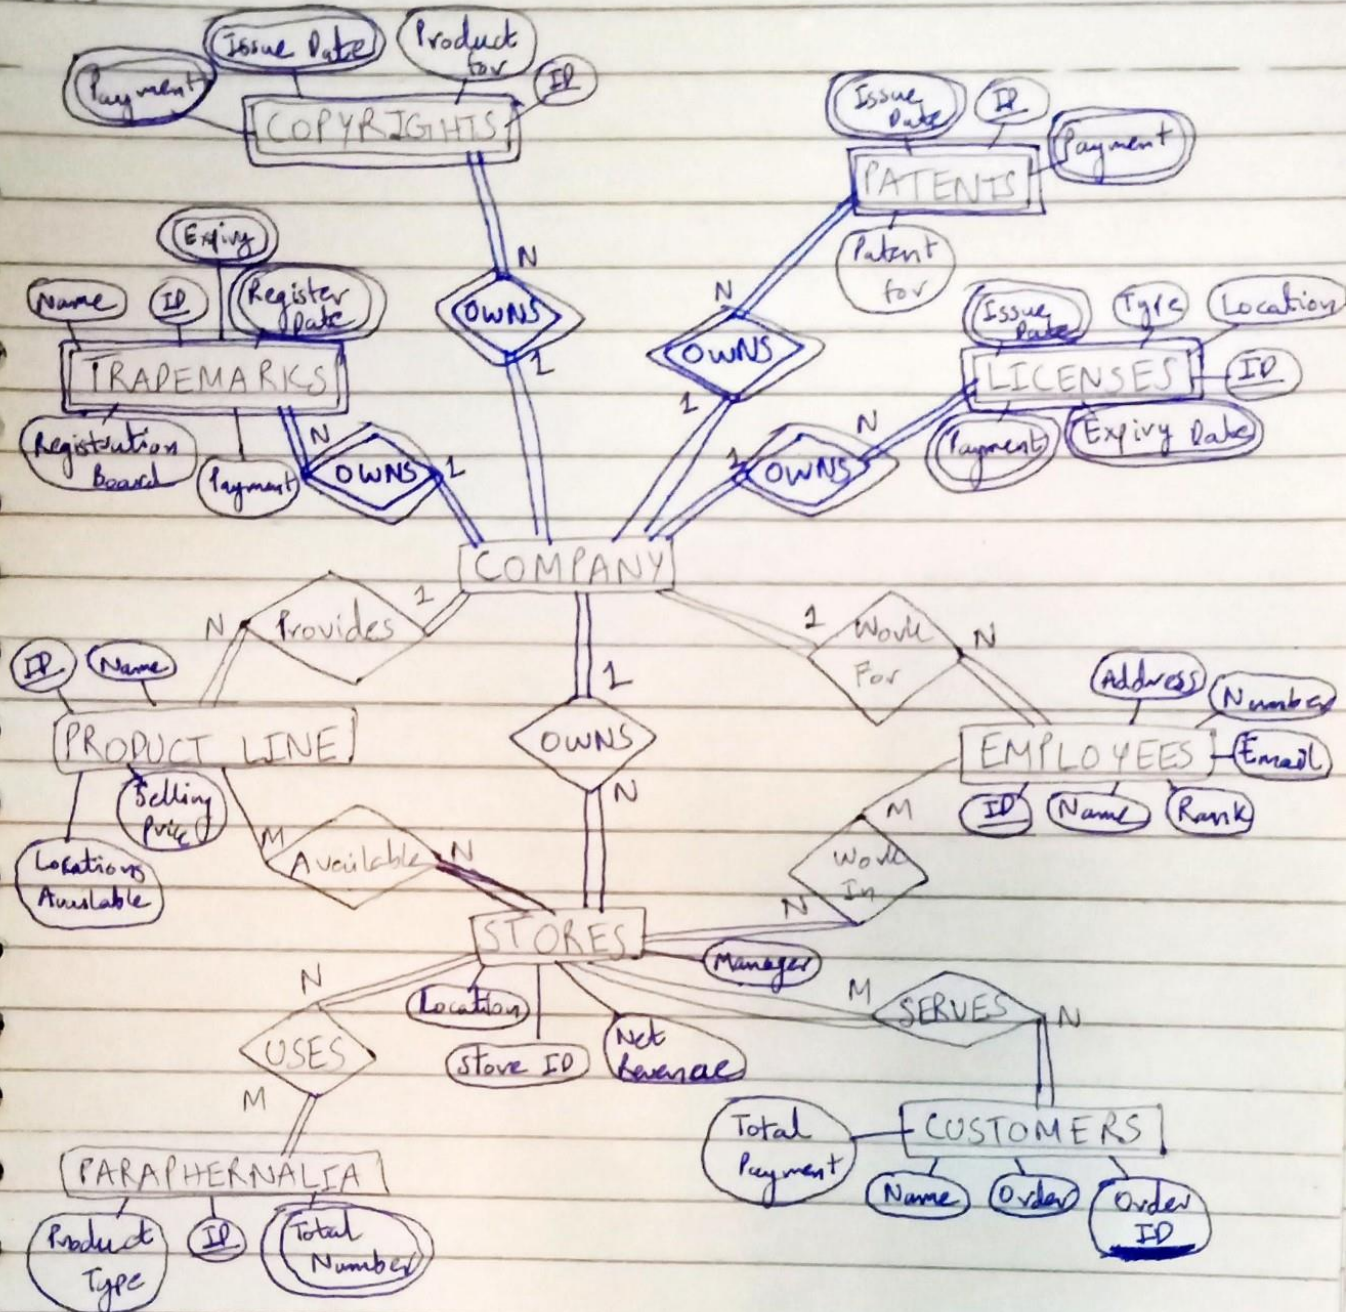 Issue Date
Product
for
Payment
ID
COPYRIGHTS
Issue
Date
ID
Payment
PATENTS
Patent
for
N
OWNS
1
N
OWNS
1
Expiry
Name
ID
Register
Date
TRADEMARKS
Registration
Board
Payment
N
OWNS
1
Issue
Date
Type
Location
LICENSES
ID
Payment
Expiry Date
N
1
OWNS
COMPANY
N
Provides
1
1
Work
For
N
1
OWNS
N
ID
Name
PRODUCT LINE
Selling
Price
Locations
Available
Address
Number
EMPLOYEES
Email
ID
Name
Rank
M
Available
N
M
Work
In
N
STORES
Manager
Location
Store ID
Net
Revenue
N
USES
M
M
SERVES
N
PARAPHERNALIA
Product
Type
ID
Total
Number
CUSTOMERS
Total
Payment
Name
Order
Order
ID